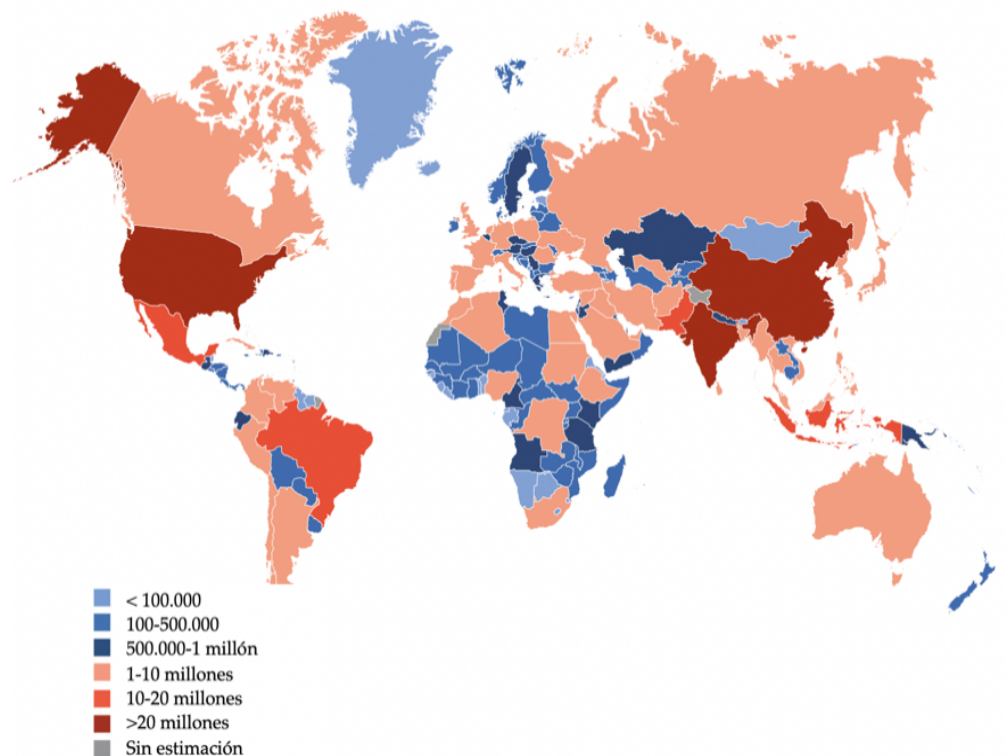 < 100.000
100-500.000
500.000-1 millón
1-10 millones
10-20 millones
>20 millones
Sin estimación